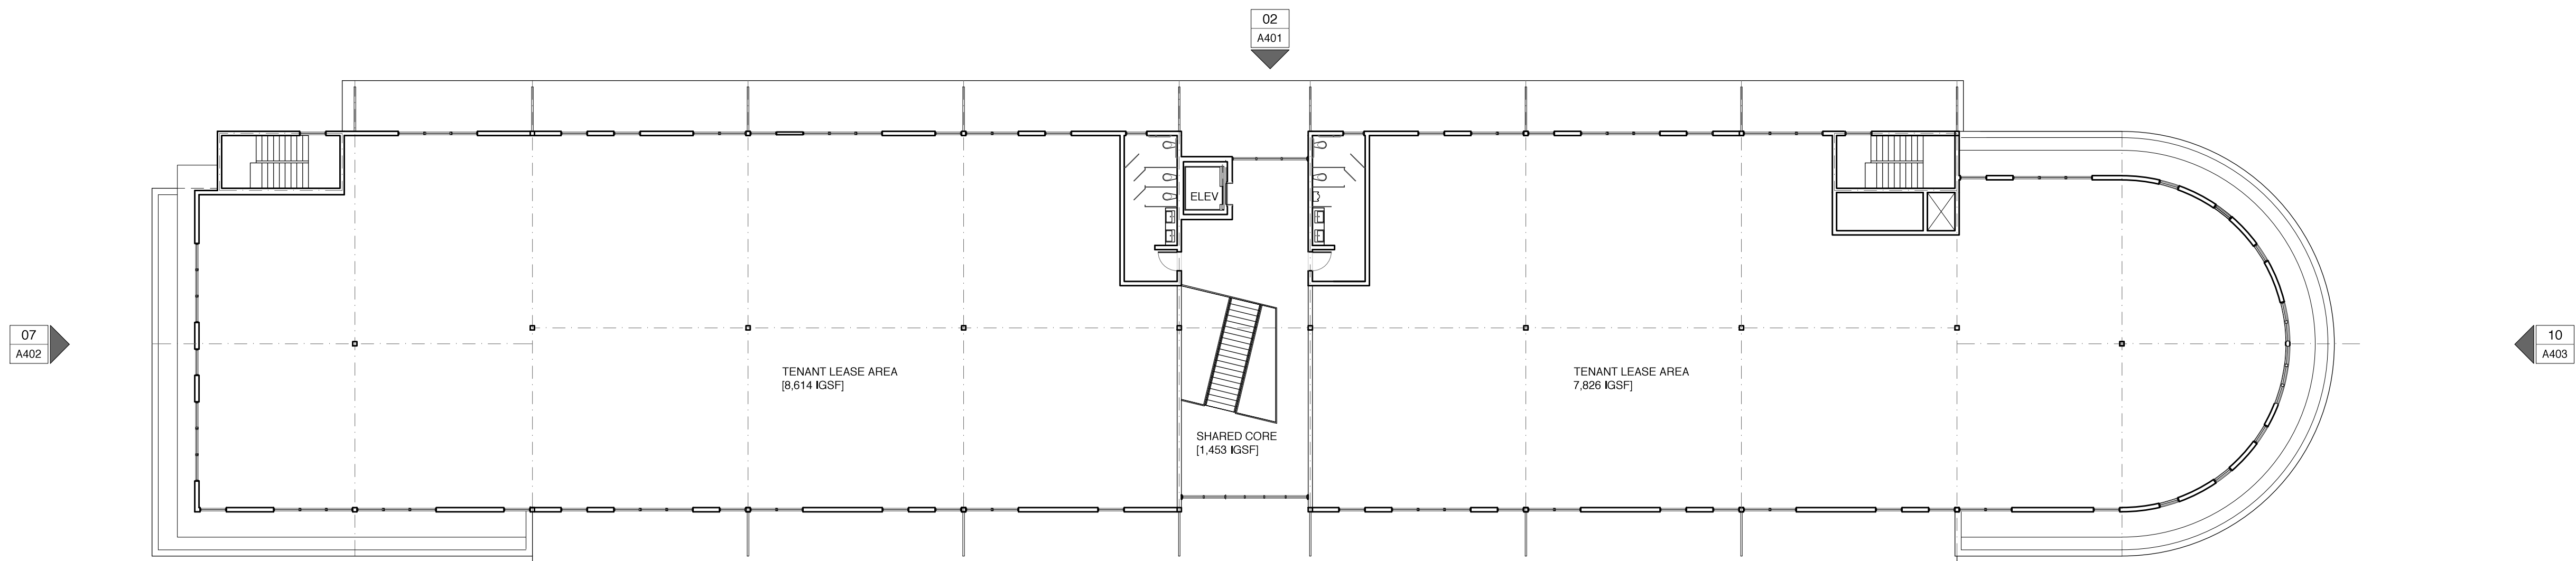 02
A401
ELEV
07
A402
10
A403
TENANT LEASE AREA
[8,614 IGSF]
TENANT LEASE AREA
7,826 IGSF]
SHARED CORE
[1,453 IGSF]